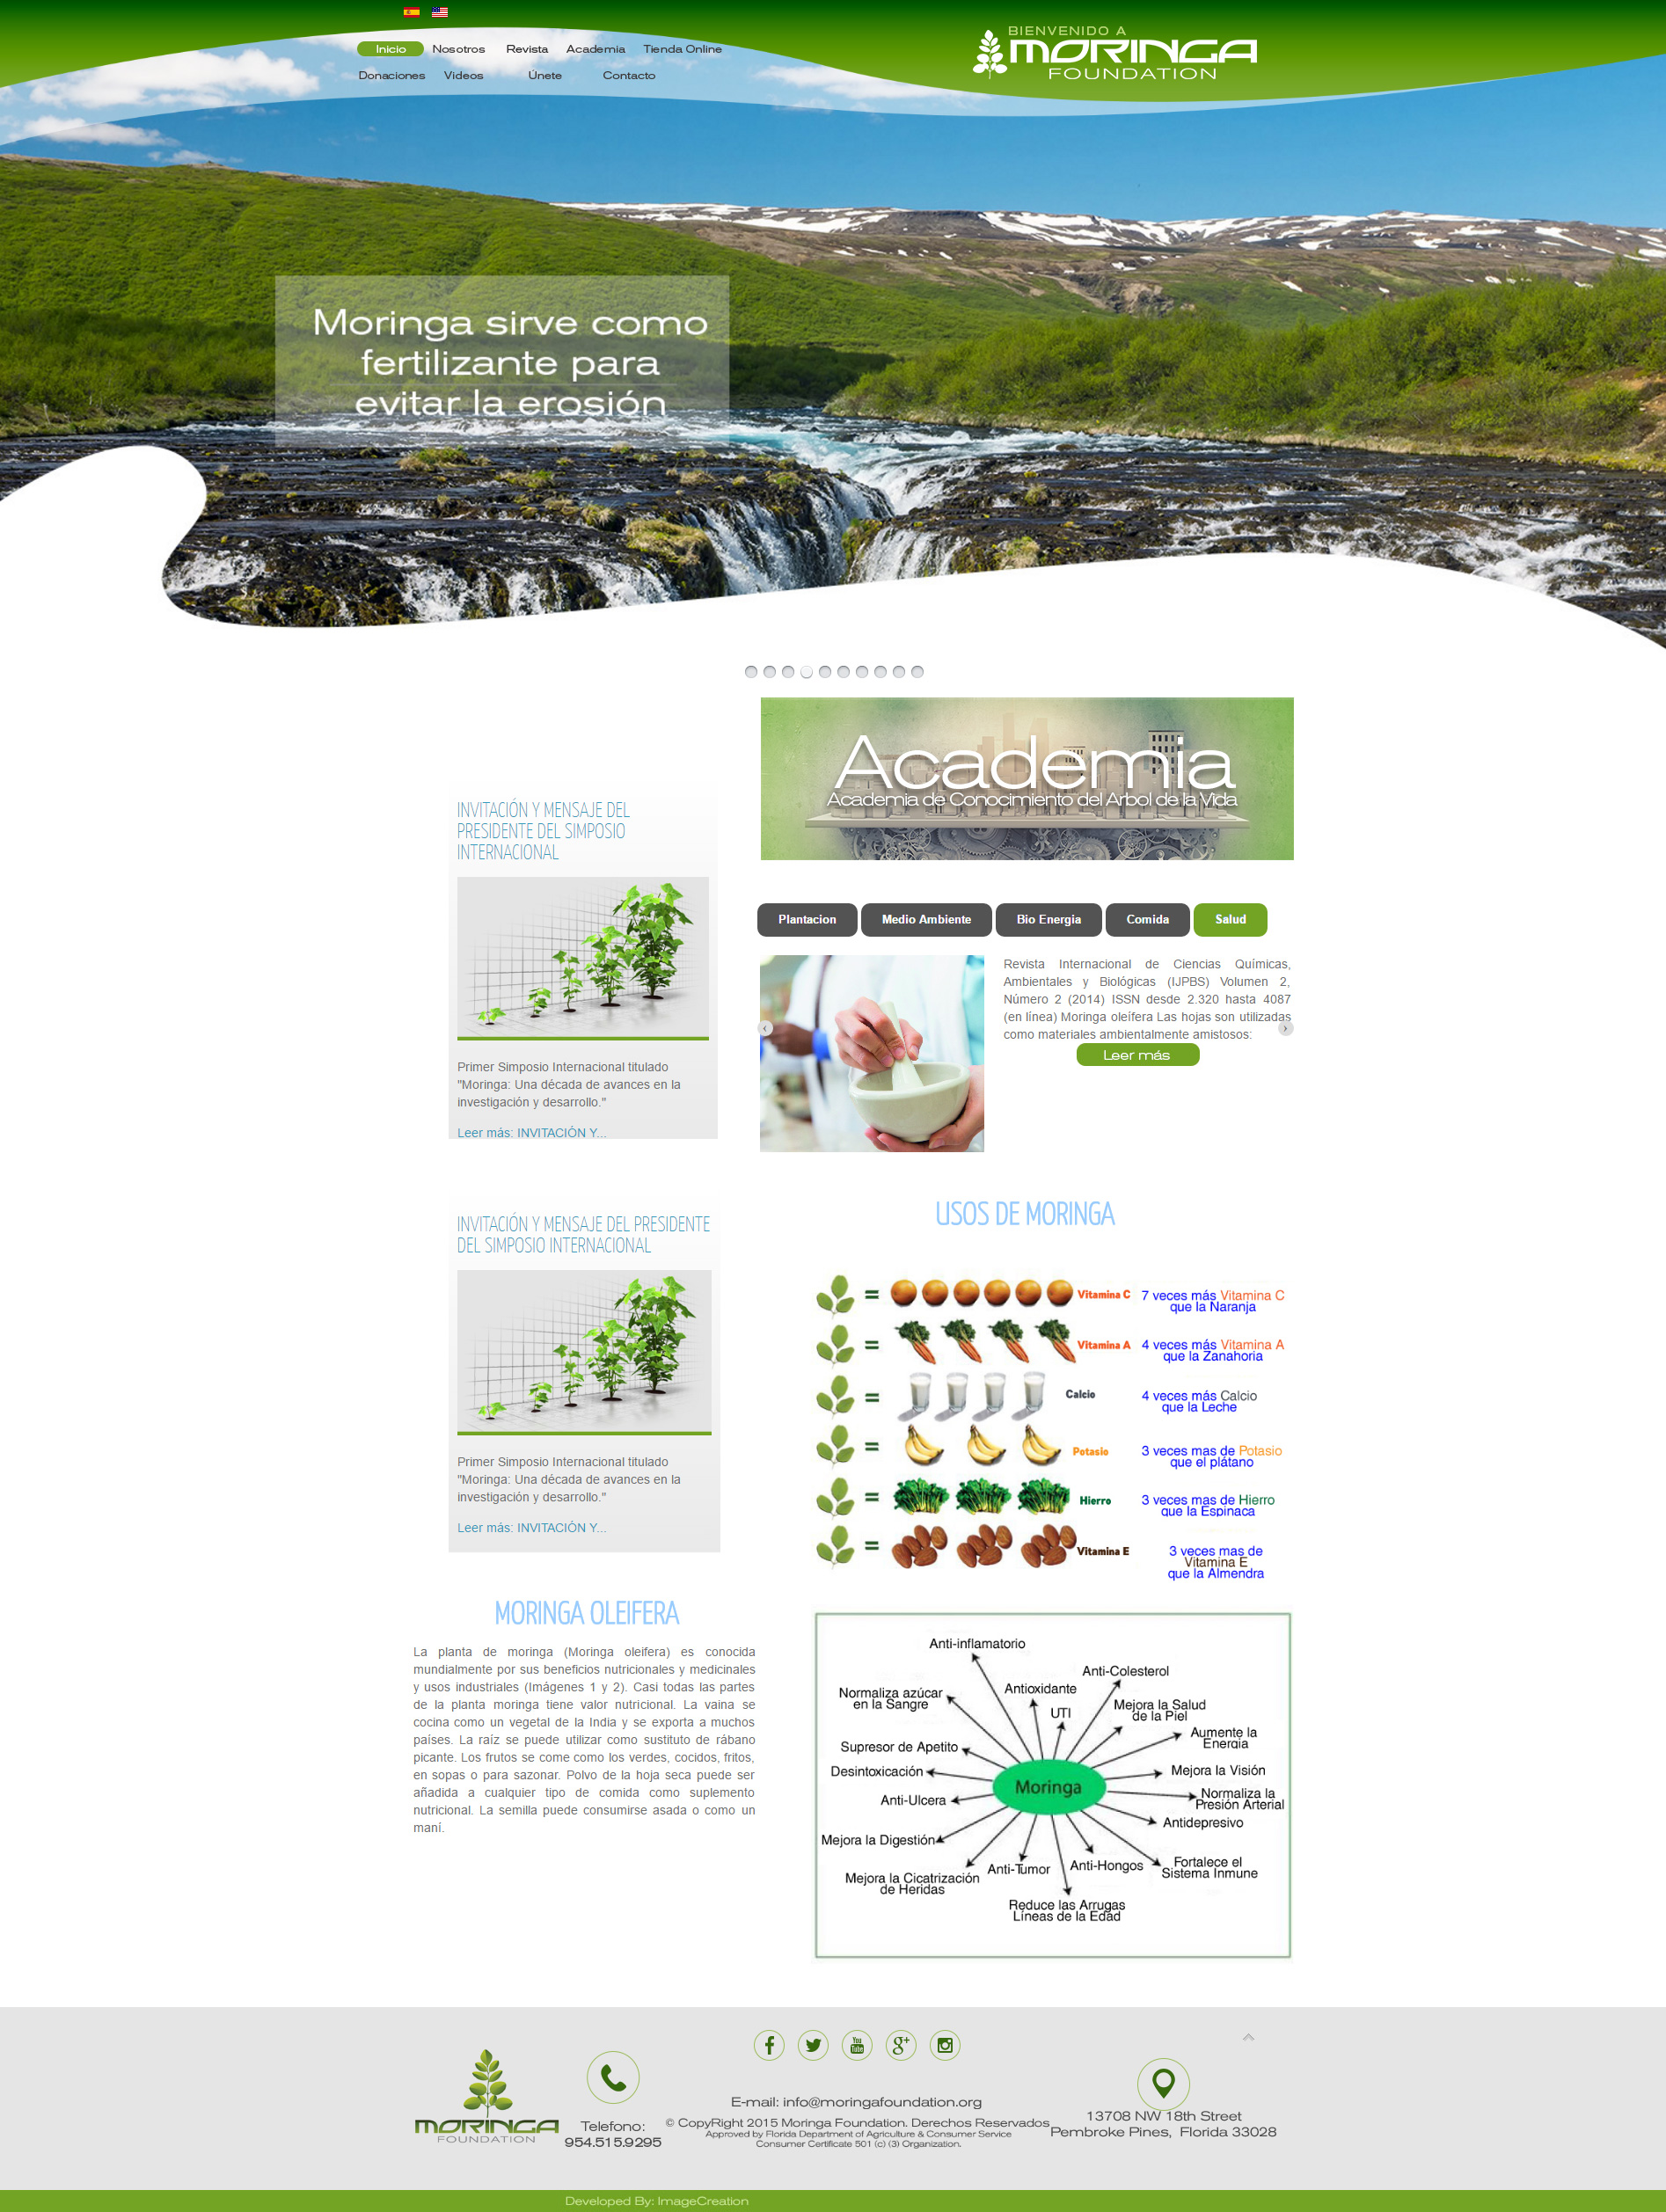 Inicio Nosotros Revista Academia Tienda Online
Donaciones Videos Únete Contacto
BIENVENIDO A
MORINGA
FOUNDATION
Moringa sirve como
fertilizante para
evitar la erosión
Academia
Academia de Conocimiento del Arbol de la Vida
INVITACIÓN Y MENSAJE DEL
PRESIDENTE DEL SIMPOSIO
INTERNACIONAL
Primer Simposio Internacional titulado
"Moringa: Una década de avances en la
investigación y desarrollo."
Leer más: INVITACIÓN Y...
Plantacion Medio Ambiente Bio Energia Comida Salud
Revista Internacional de Ciencias Químicas,
Ambientales y Biológicas (IJPBS) Volumen 2,
Número 2 (2014) ISSN desde 2.320 hasta 4087
(en línea) Moringa oleífera Las hojas son utilizadas
como materiales ambientalmente amistosos:
Leer más
INVITACIÓN Y MENSAJE DEL PRESIDENTE
DEL SIMPOSIO INTERNACIONAL
Primer Simposio Internacional titulado
"Moringa: Una década de avances en la
investigación y desarrollo."
Leer más: INVITACIÓN Y...
USOS DE MORINGA
= Vitamina C 7 veces más Vitamina C
que la Naranja
= Vitamina A 4 veces más Vitamina A
que la Zanahoria
= Calcio 4 veces más Calcio
que la Leche
= Potasio 3 veces mas de Potasio
que el plátano
= Hierro 3 veces mas de Hierro
que la Espinaca
= Vitamina E 3 veces mas de
Vitamina E
que la Almendra
MORINGA OLEIFERA
La planta de moringa (Moringa oleifera) es conocida
mundialmente por sus beneficios nutricionales y medicinales
y usos industriales (Imágenes 1 y 2). Casi todas las partes
de la planta moringa tiene valor nutricional. La vaina se
cocina como un vegetal de la India y se exporta a muchos
países. La raíz se puede utilizar como sustituto de rábano
picante. Los frutos se come como los verdes, cocidos, fritos,
en sopas o para sazonar. Polvo de la hoja seca puede ser
añadida a cualquier tipo de comida como suplemento
nutricional. La semilla puede consumirse asada o como un
maní.
Anti-inflamatorio
Anti-Colesterol
Antioxidante
Normaliza azúcar
en la Sangre
Mejora la Salud
de la Piel
UTI
Aumente la
Energia
Supresor de Apetito
Desintoxicación
Moringa
Mejora la Visión
Anti-Ulcera
Normaliza la
Presión Arterial
Antidepresivo
Mejora la Digestión
Mejora la Cicatrización
de Heridas
Anti-Tumor
Anti-Hongos
Fortalece el
Sistema Inmune
Reduce las Arrugas
Líneas de la Edad
You
Tube
g+
MORINGA
FOUNDATION
Telefono:
954.515.9295
E-mail: info@moringafoundation.org
© CopyRight 2015 Moringa Foundation. Derechos Reservados
Approved by Florida Department of Agriculture & Consumer Service
Consumer Certificate 501 (c) (3) Organization.
13708 NW 18th Street
Pembroke Pines, Florida 33028
Developed By: ImageCreation